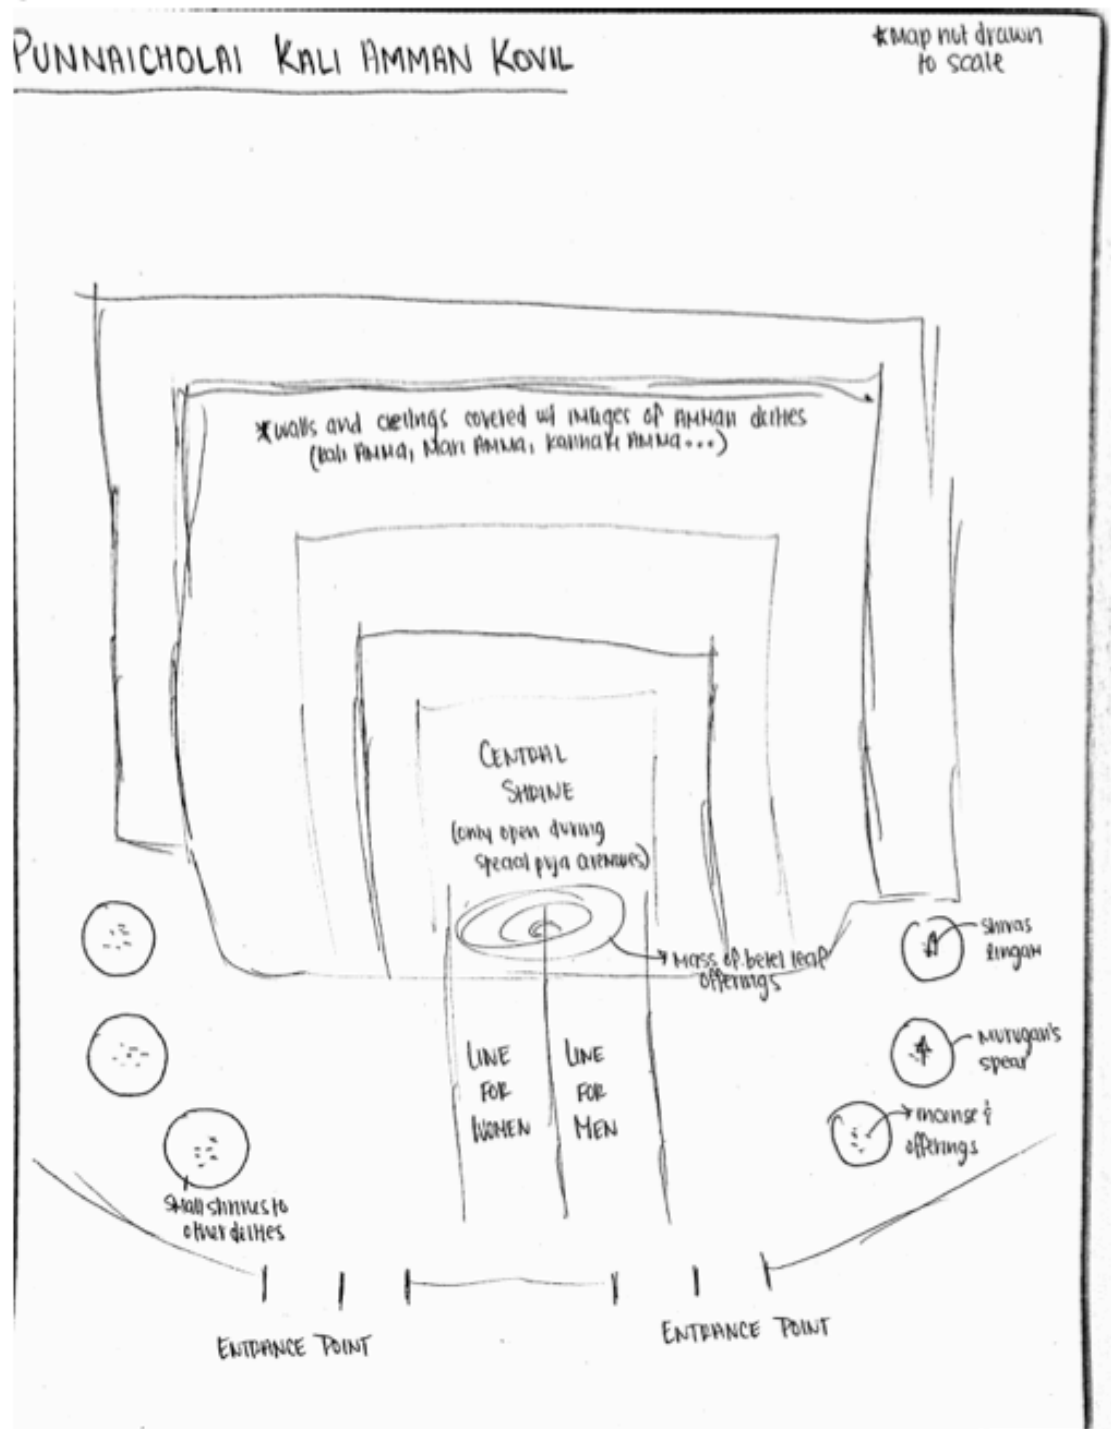 PUNNAICHOLAI KALI AMMAN KOVIL
*Map not drawn
to scale
*walls and ceilings covered w/ images of AMMAN deities
(Kali AMMA, Mari AMMA, Kannaki AMMA...)
CENTRAL
SHRINE
(only open during
special puja ceremonies)
Shivas
lingam
Mass of betel leaf
offerings
Murugan's
spear
LINE
FOR
WOMEN
LINE
FOR
MEN
incense &
offerings
Small shrines to
other deities
ENTRANCE POINT
ENTRANCE POINT